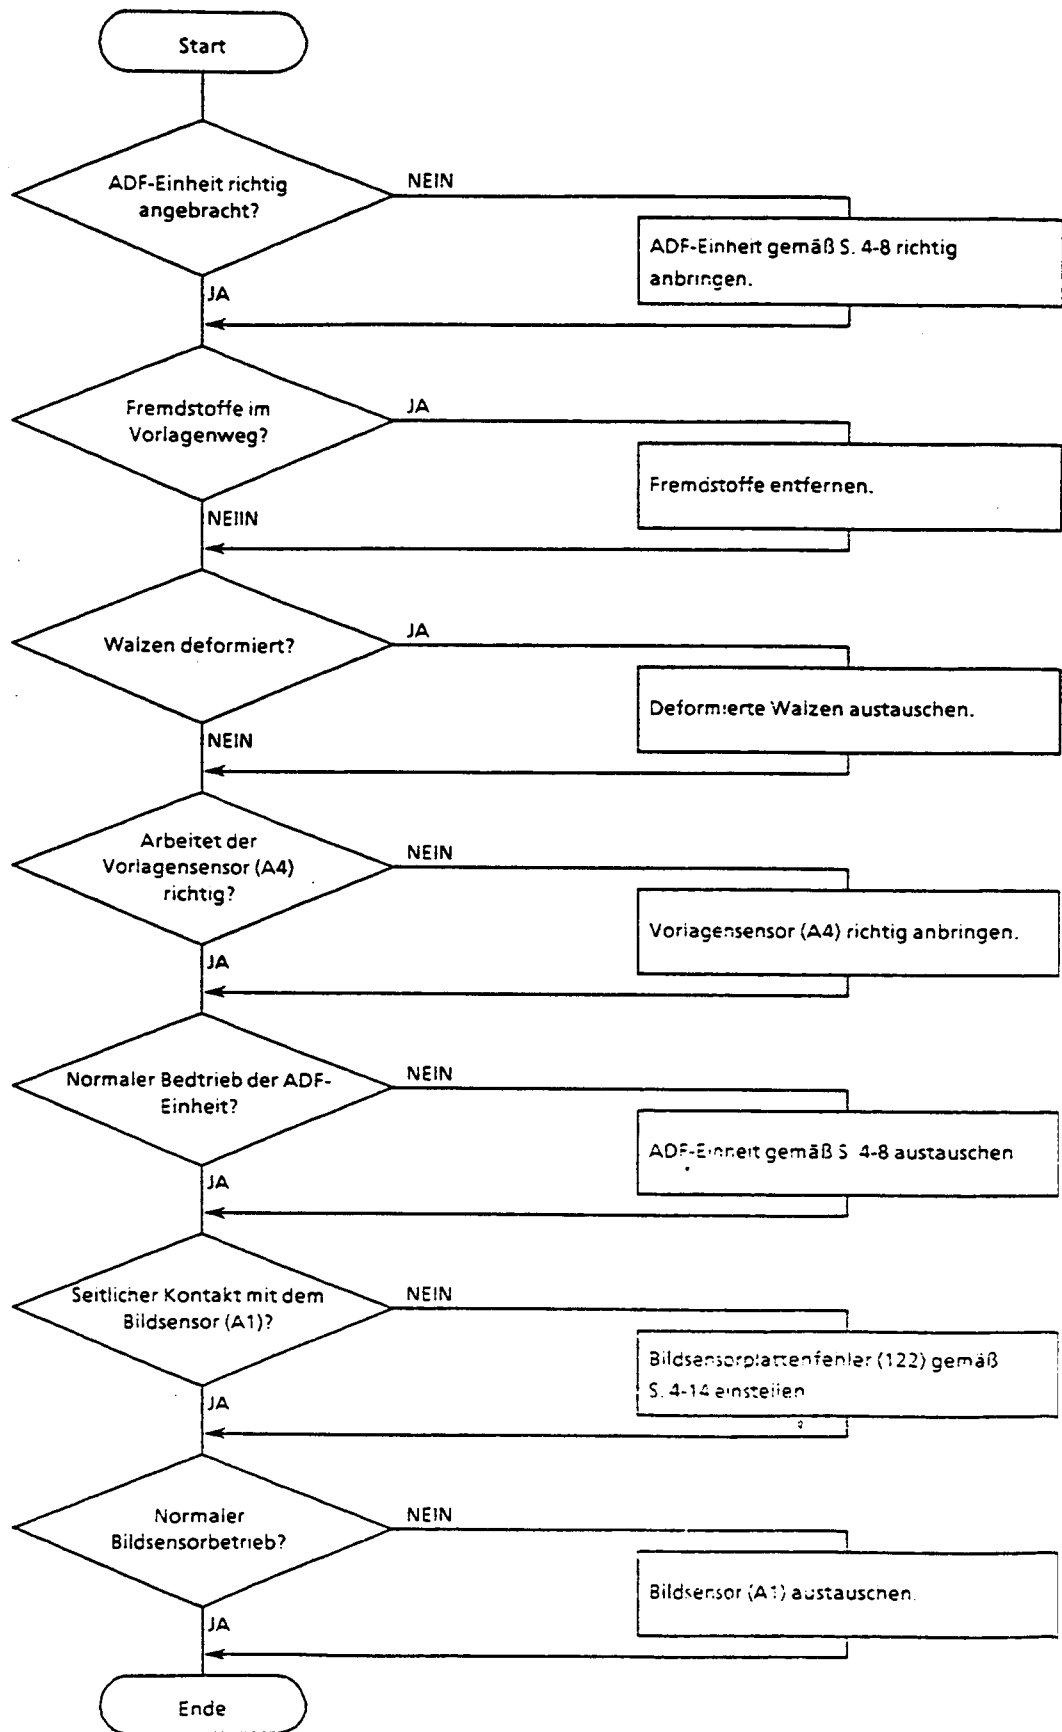 Start
ADF-Einheit richtig
angebracht?
NEIN
ADF-Einheit gemäß S. 4-8 richtig
anbringen.
JA
Fremdstoffe im
Vorlagenweg?
JA
Fremdstoffe entfernen.
NEIIN
Walzen deformiert?
JA
Deformierte Walzen austauschen.
NEIN
Arbeitet der
Vorlagensensor (A4)
richtig?
NEIN
Vorlagensensor (A4) richtig anbringen.
JA
Normaler Bedtrieb der ADF-
Einheit?
NEIN
ADF-Einheit gemäß S. 4-8 austauschen
JA
Seitlicher Kontakt mit dem
Bildsensor (A1)?
NEIN
Bildsensorplattenfehler (122) gemäß
S. 4-14 einstellen
JA
Normaler
Bildsensorbetrieb?
NEIN
Bildsensor (A1) austauschen.
JA
Ende